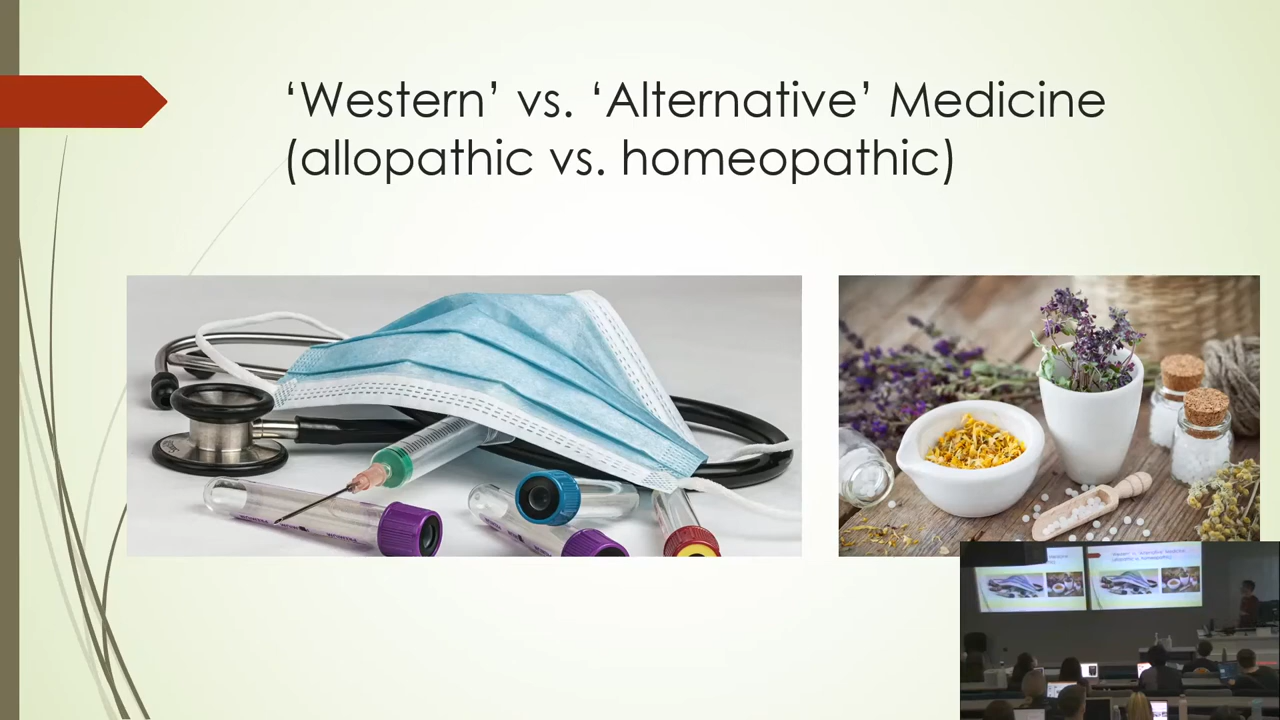 ‘Western’ vs. ‘Alternative’ Medicine
(allopathic vs. homeopathic)